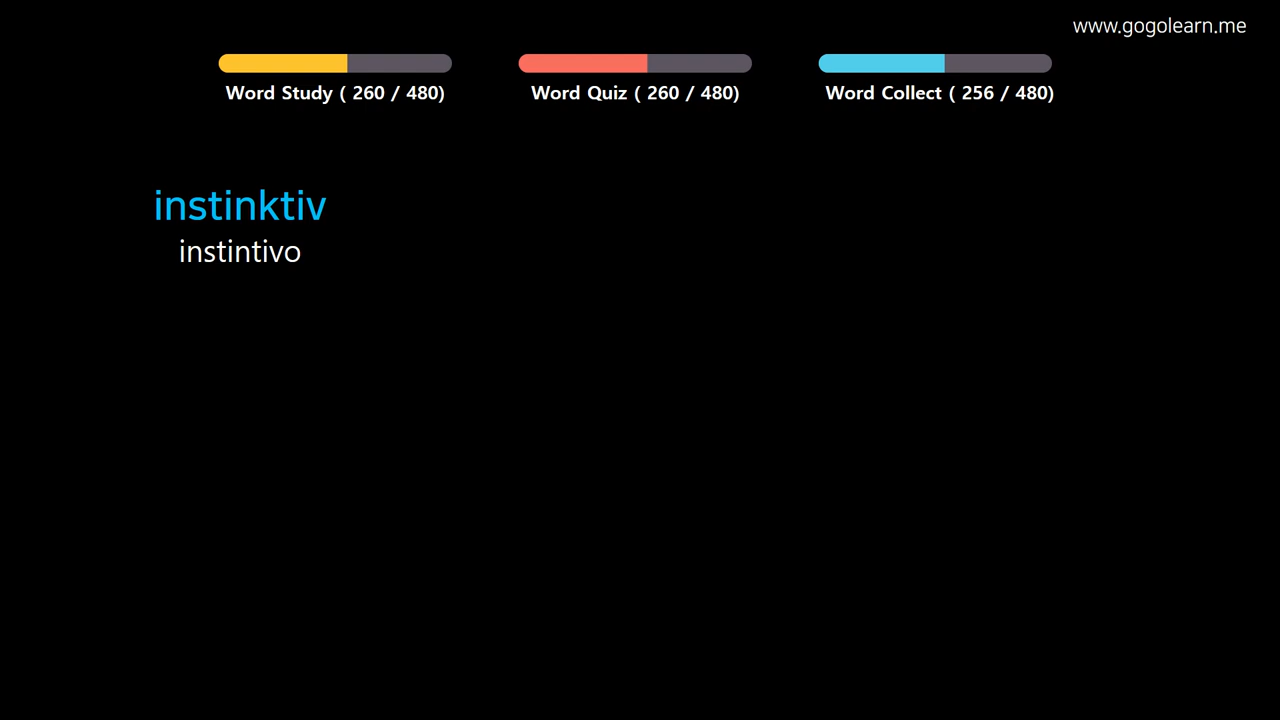 www.gogolearn.me
Word Study ( 260 / 480)
Word Quiz ( 260 / 480)
Word Collect ( 256 / 480)
instinktiv
instintivo